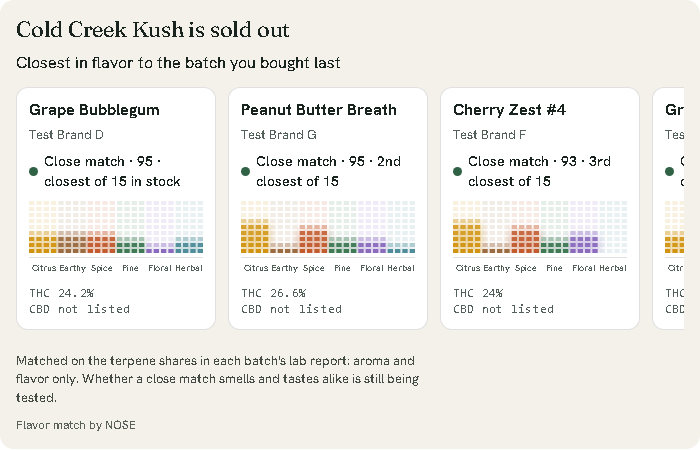 Cold Creek Kush is sold out
Closest in flavor to the batch you bought last
Grape Bubblegum
Test Brand D
Close match · 95 ·
closest of 15 in stock
Citrus Earthy Spice Pine Floral Herbal
THC 24.2%
CBD not listed
Peanut Butter Breath
Test Brand G
Close match · 95 · 2nd
closest of 15
Citrus Earthy Spice Pine Floral Herbal
THC 26.6%
CBD not listed
Cherry Zest #4
Test Brand F
Close match · 93 · 3rd
closest of 15
Citrus Earthy Spice Pine Floral Herbal
THC 24%
CBD not listed
Matched on the terpene shares in each batch's lab report: aroma and
flavor only. Whether a close match smells and tastes alike is still being
tested.
Flavor match by NOSE